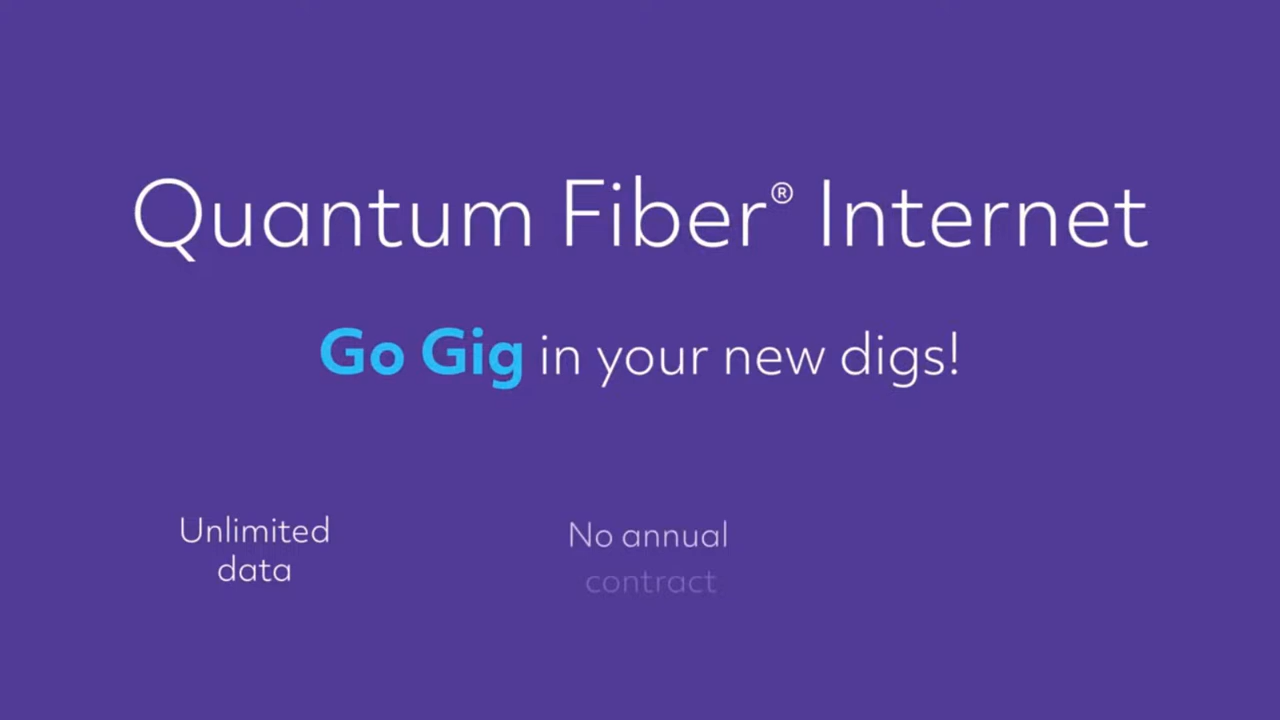 Quantum Fiber® Internet
Go Gig in your new digs!
Unlimited
data
No annual
contract